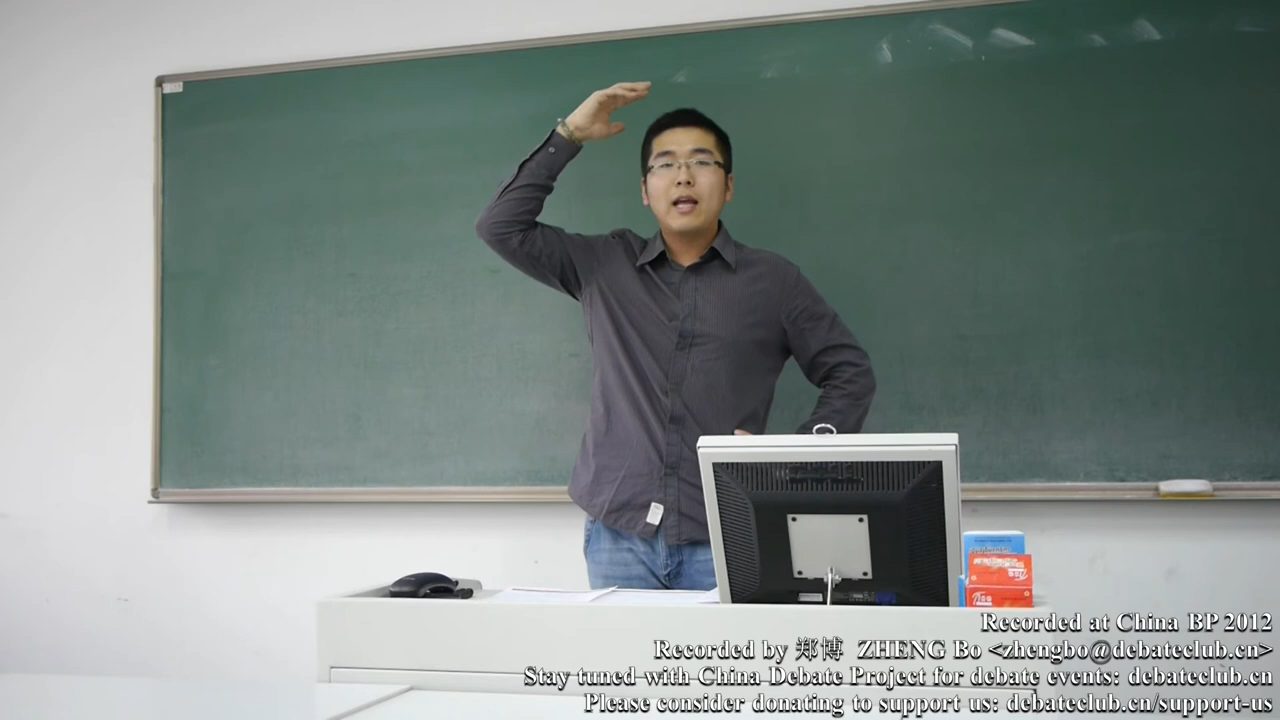 Recorded at China BP 2012
Recorded by 郑博 ZHENG Bo <zhengbo@debateclub.cn>
Stay tuned with China Debate Project for debate events: debateclub.cn
Please consider donating to support us: debateclub.cn/support-us